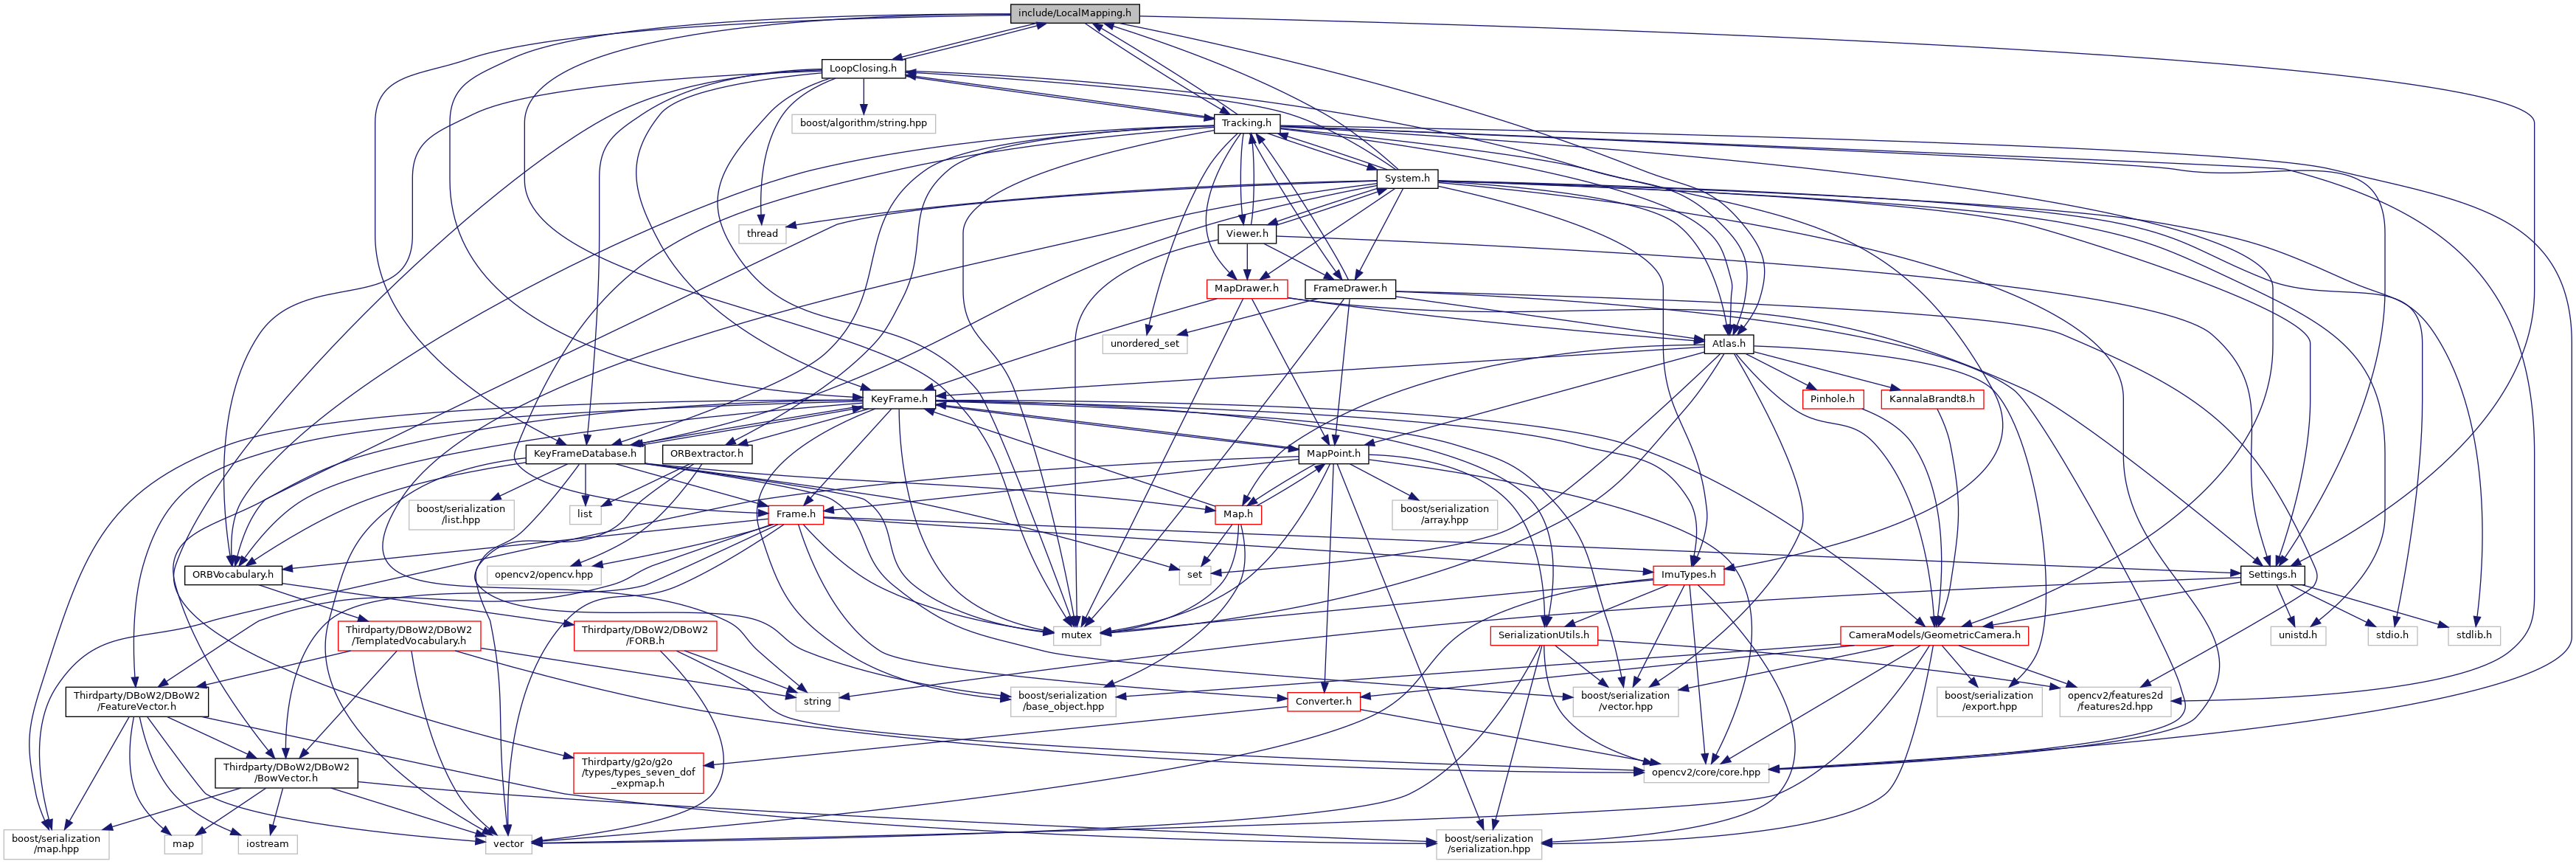 include/LocalMapping.h
LoopClosing.h
boost/algorithm/string.hpp
Tracking.h
System.h
thread
Viewer.h
MapDrawer.h
FrameDrawer.h
unordered_set
Atlas.h
KeyFrame.h
Pinhole.h
KannalaBrandt8.h
KeyFrameDatabase.h
ORBextractor.h
MapPoint.h
boost/serialization
/list.hpp
list
Frame.h
Map.h
boost/serialization
/array.hpp
ORBVocabulary.h
opencv2/opencv.hpp
set
ImuTypes.h
Settings.h
Thirdparty/DBoW2/DBoW2
/TemplatedVocabulary.h
Thirdparty/DBoW2/DBoW2
/FORB.h
mutex
SerializationUtils.h
CameraModels/GeometricCamera.h
unistd.h
stdio.h
stdlib.h
Thirdparty/DBoW2/DBoW2
/FeatureVector.h
string
boost/serialization
/base_object.hpp
Converter.h
boost/serialization
/vector.hpp
boost/serialization
/export.hpp
opencv2/features2d
/features2d.hpp
Thirdparty/DBoW2/DBoW2
/BowVector.h
Thirdparty/g2o/g2o
/types/types_seven_dof
_expmap.h
opencv2/core/core.hpp
boost/serialization
/map.hpp
map
iostream
vector
boost/serialization
/serialization.hpp